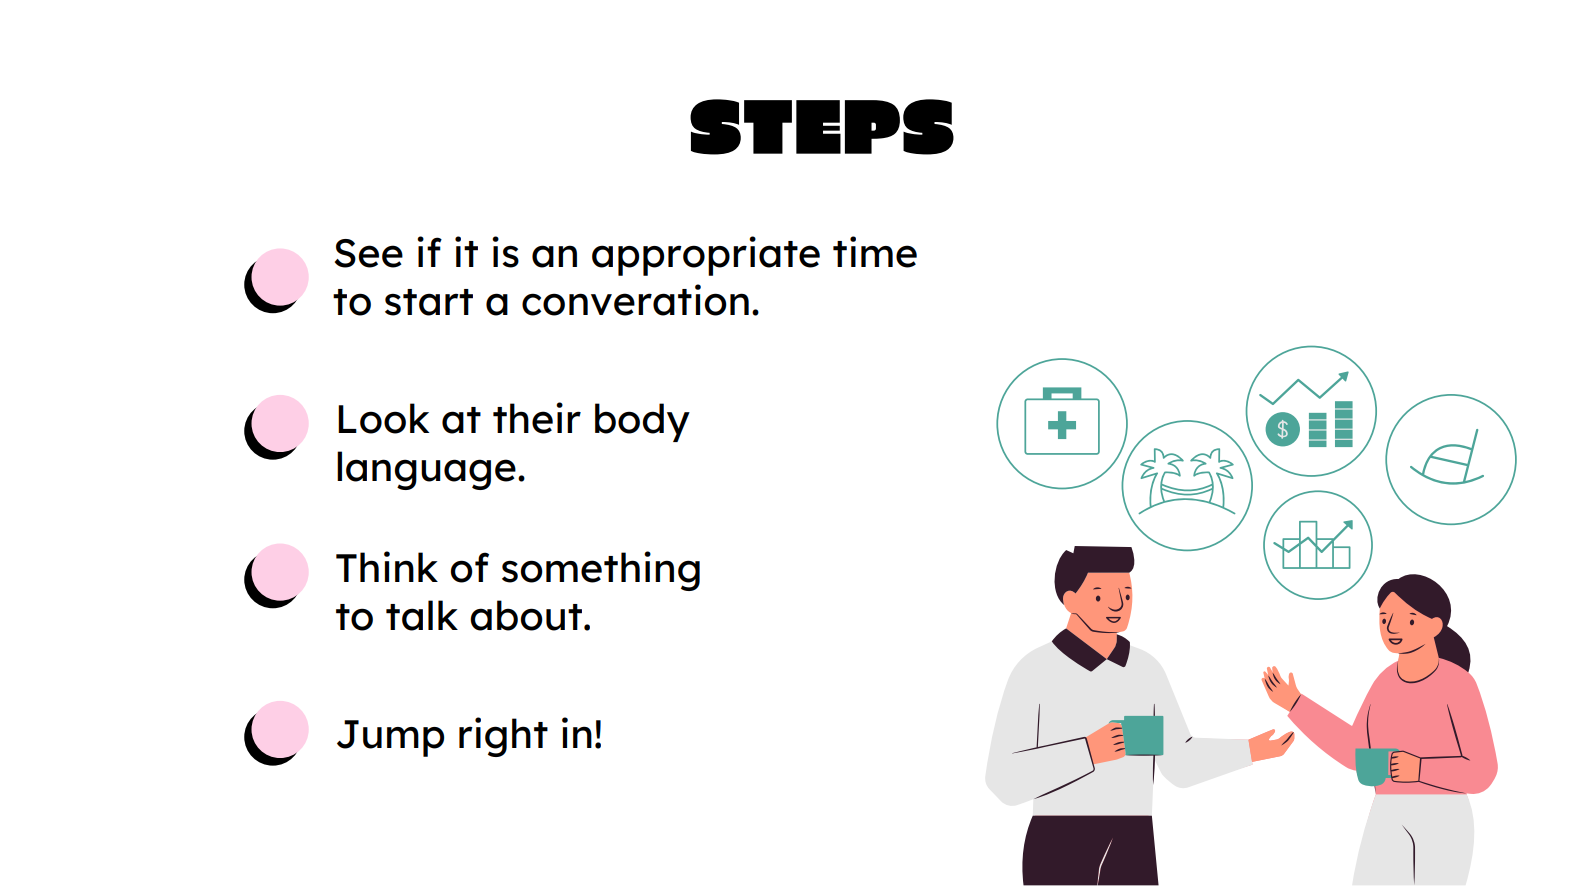 STEPS
See if it is an appropriate time
to start a converation.
Look at their body
language.
Think of something
to talk about.
Jump right in!
$